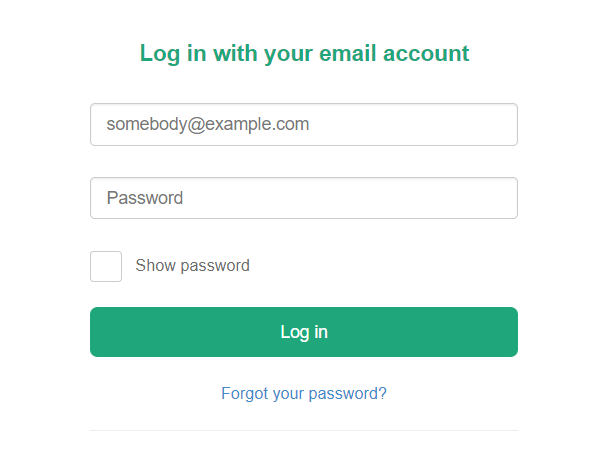 Log in with your email account
somebody@example.com
Password
Show password
Log in
Forgot your password?